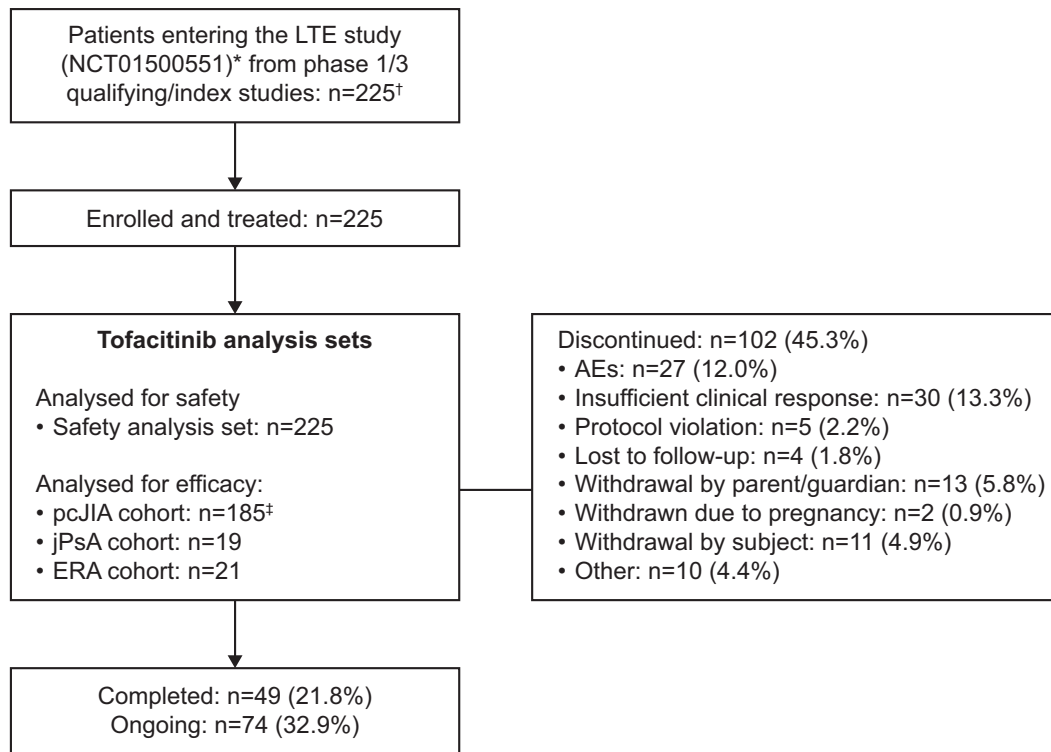 Patients entering the LTE study
(NCT01500551)* from phase 1/3
qualifying/index studies: n=225†
Enrolled and treated: n=225
Tofacitinib analysis sets
Analysed for safety
• Safety analysis set: n=225
Analysed for efficacy:
• pcJIA cohort: n=185‡
• jPsA cohort: n=19
• ERA cohort: n=21
Discontinued: n=102 (45.3%)
• AEs: n=27 (12.0%)
• Insufficient clinical response: n=30 (13.3%)
• Protocol violation: n=5 (2.2%)
• Lost to follow-up: n=4 (1.8%)
• Withdrawal by parent/guardian: n=13 (5.8%)
• Withdrawn due to pregnancy: n=2 (0.9%)
• Withdrawal by subject: n=11 (4.9%)
• Other: n=10 (4.4%)
Completed: n=49 (21.8%)
Ongoing: n=74 (32.9%)